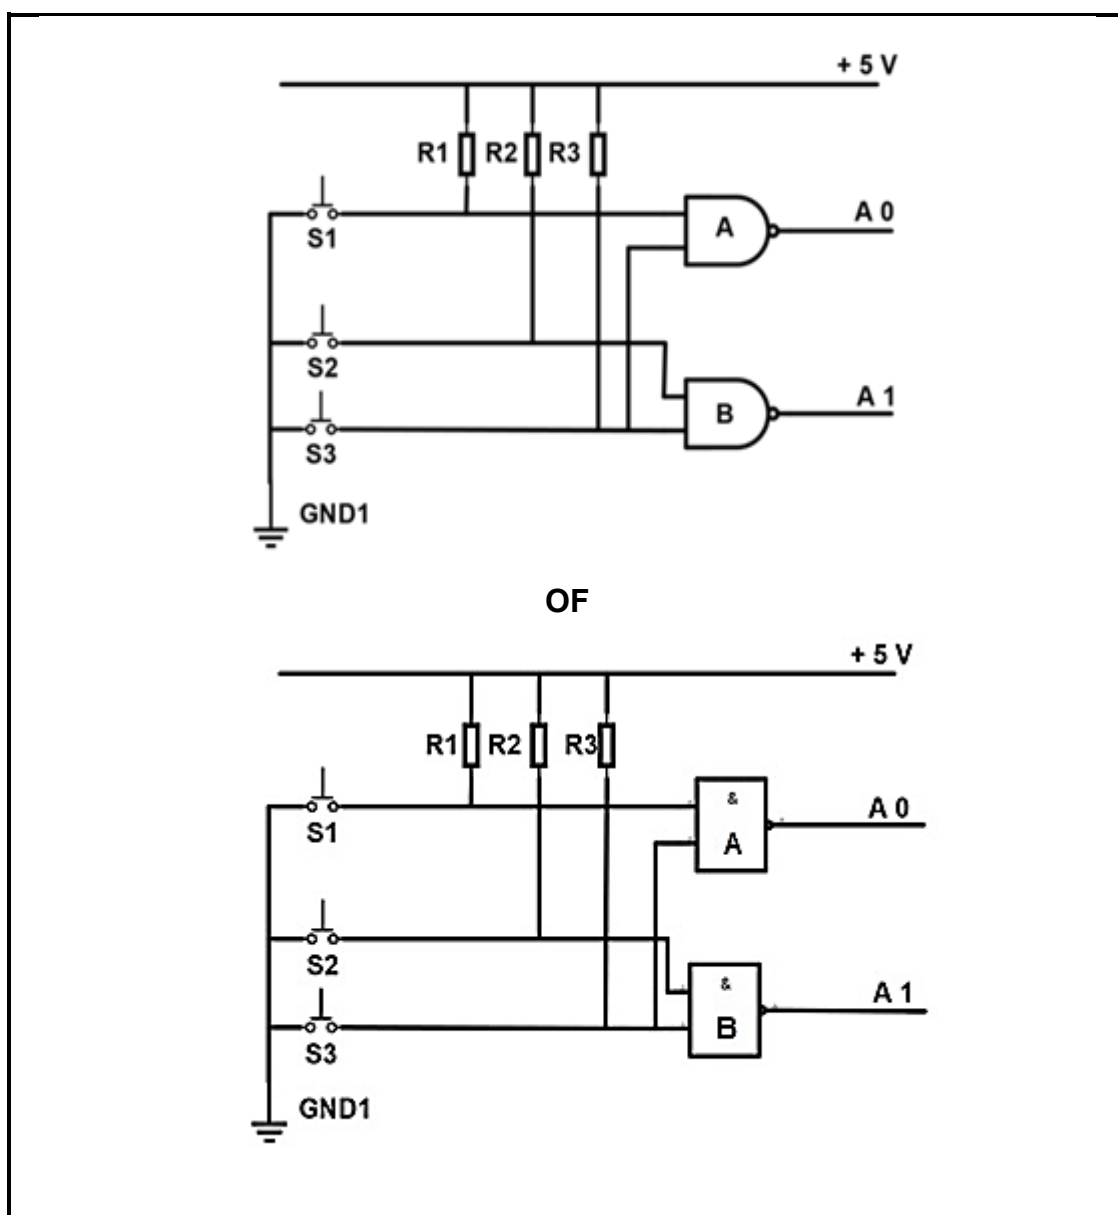 + 5 V
R1 R2 R3
A 0
A
S1
S2
A 1
B
S3
GND1
OF
+ 5 V
R1 R2 R3
&
A 0
S1
A
S2
&
A 1
B
S3
GND1